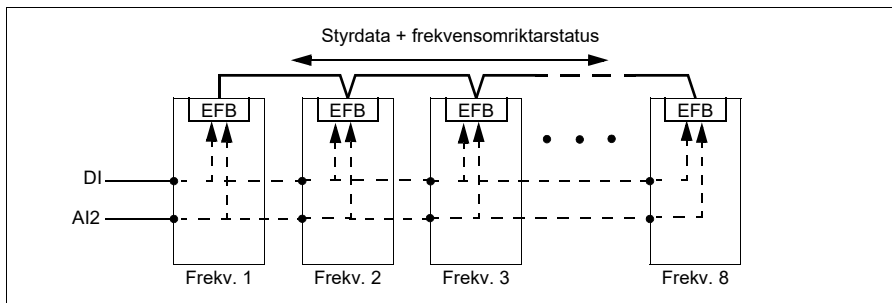 Styrdata + frekvensomriktarstatus
EFB EFB EFB EFB
DI
AI2
Frekv. 1 Frekv. 2 Frekv. 3 Frekv. 8